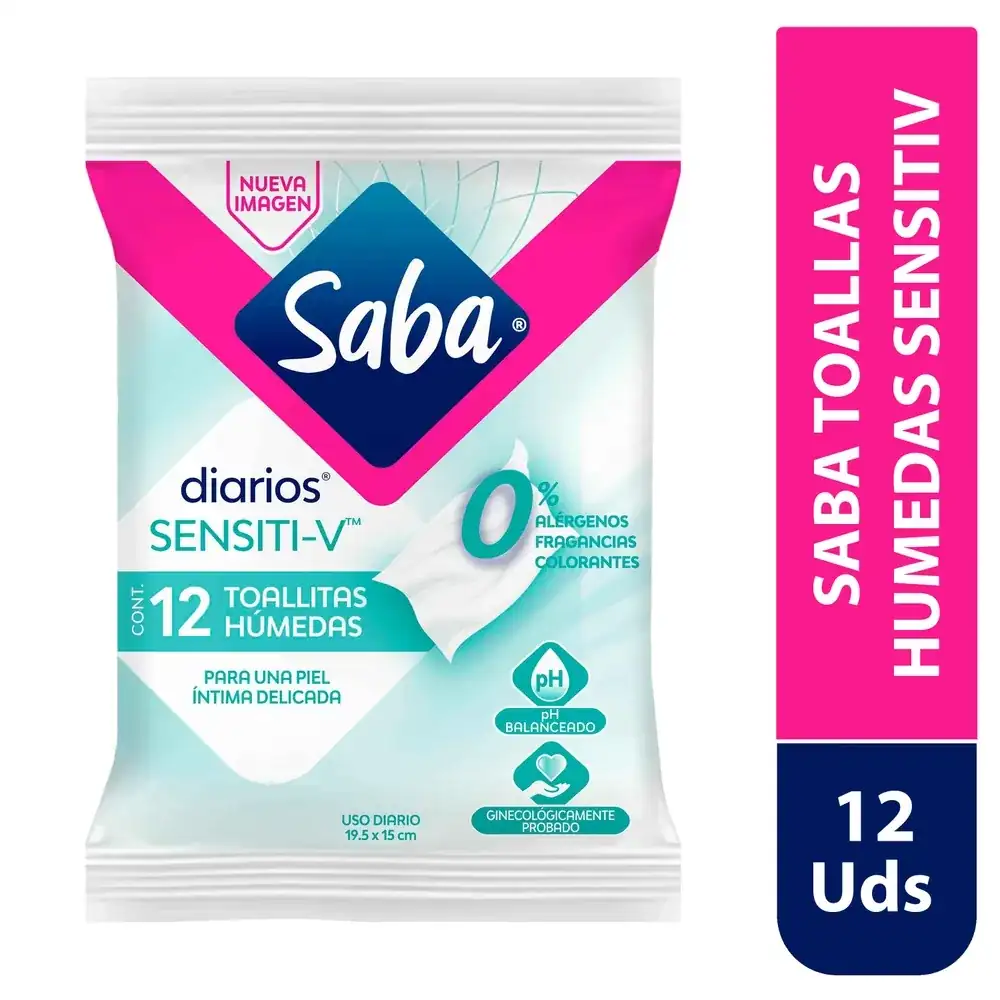 NUEVA
IMAGEN
Saba®
diarios®
SENSITI-V™
CONT.
12 TOALLITAS
HÚMEDAS
PARA UNA PIEL
ÍNTIMA DELICADA
0%
ALÉRGENOS
FRAGANCIAS
COLORANTES
pH
pH
BALANCEADO
GINECOLÓGICAMENTE
PROBADO
USO DIARIO
19.5 x 15 cm
SABA TOALLAS
HUMEDAS SENSITIV
12
Uds